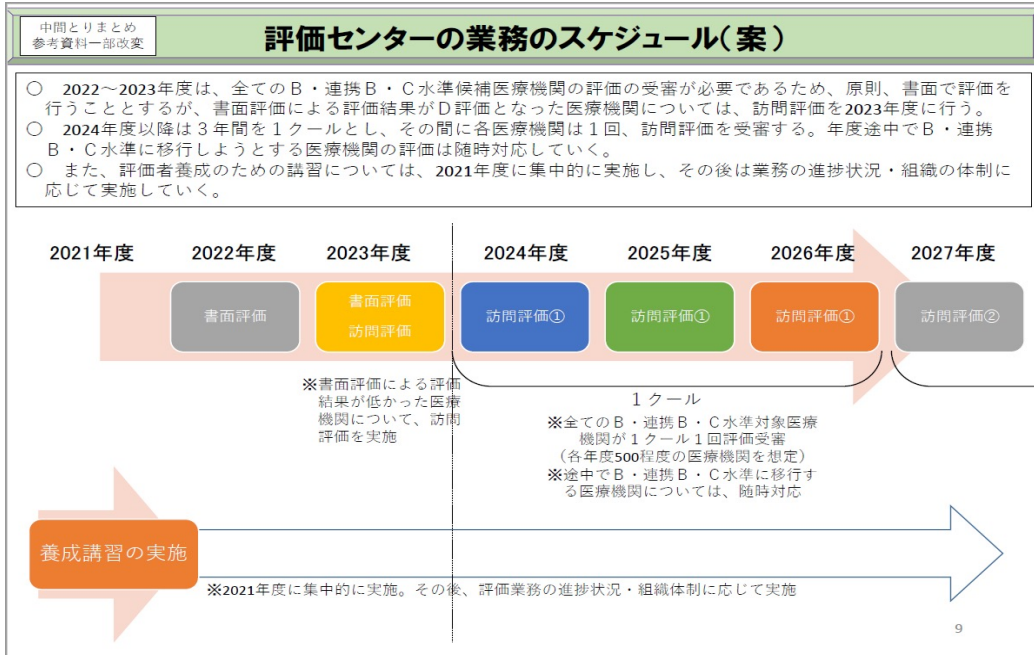 中間とりまとめ
参考資料一部改変
評価センターの業務のスケジュール（案）
○　2022～2023年度は、全てのＢ・連携Ｂ・Ｃ水準候補医療機関の評価の受審が必要であるため、原則、書面で評価を
行うこととするが、書面評価による評価結果がＤ評価となった医療機関については、訪問評価を2023年度に行う。
○　2024年度以降は３年間を１クールとし、その間に各医療機関は１回、訪問評価を受審する。年度途中でＢ・連携
Ｂ・Ｃ水準に移行しようとする医療機関の評価は随時対応していく。
○　また、評価者養成のための講習については、2021年度に集中的に実施し、その後は業務の進捗状況・組織の体制に
応じて実施していく。
2021年度
2022年度
2023年度
2024年度
2025年度
2026年度
2027年度
書面評価
書面評価
訪問評価
訪問評価①
訪問評価①
訪問評価①
訪問評価②
※書面評価による評価
結果が低かった医療
機関について、訪問
評価を実施
１クール
※全てのＢ・連携Ｂ・Ｃ水準対象医療
機関が１クール１回評価受審
（各年度500程度の医療機関を想定）
※途中でＢ・連携Ｂ・Ｃ水準に移行す
る医療機関については、随時対応
養成講習の実施
※2021年度に集中的に実施。その後、評価業務の進捗状況・組織体制に応じて実施
9